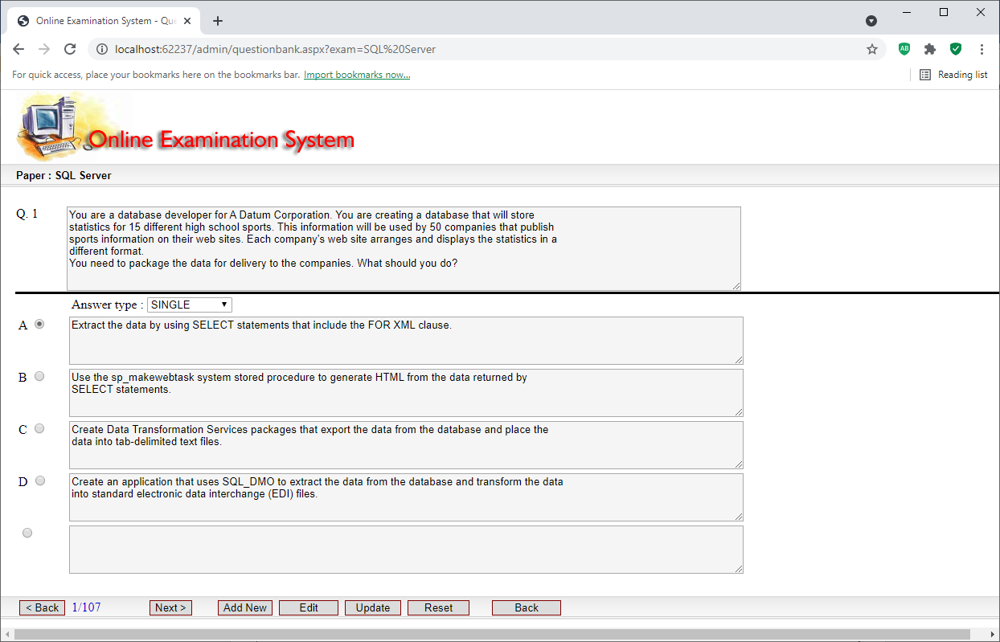 Online Examination System - Que
localhost:62237/admin/questionbank.aspx?exam=SQL%20Server
AB
For quick access, place your bookmarks here on the bookmarks bar. Import bookmarks now...
Reading list
Online Examination System
Paper : SQL Server
Q. 1
You are a database developer for A Datum Corporation. You are creating a database that will store
statistics for 15 different high school sports. This information will be used by 50 companies that publish
sports information on their web sites. Each company's web site arranges and displays the statistics in a
different format.
You need to package the data for delivery to the companies. What should you do?
Answer type : SINGLE
A
Extract the data by using SELECT statements that include the FOR XML clause.
B
Use the sp_makewebtask system stored procedure to generate HTML from the data returned by
SELECT statements.
C
Create Data Transformation Services packages that export the data from the database and place the
data into tab-delimited text files.
D
Create an application that uses SQL_DMO to extract the data from the database and transform the data
into standard electronic data interchange (EDI) files.
< Back 1/107 Next > Add New Edit Update Reset Back